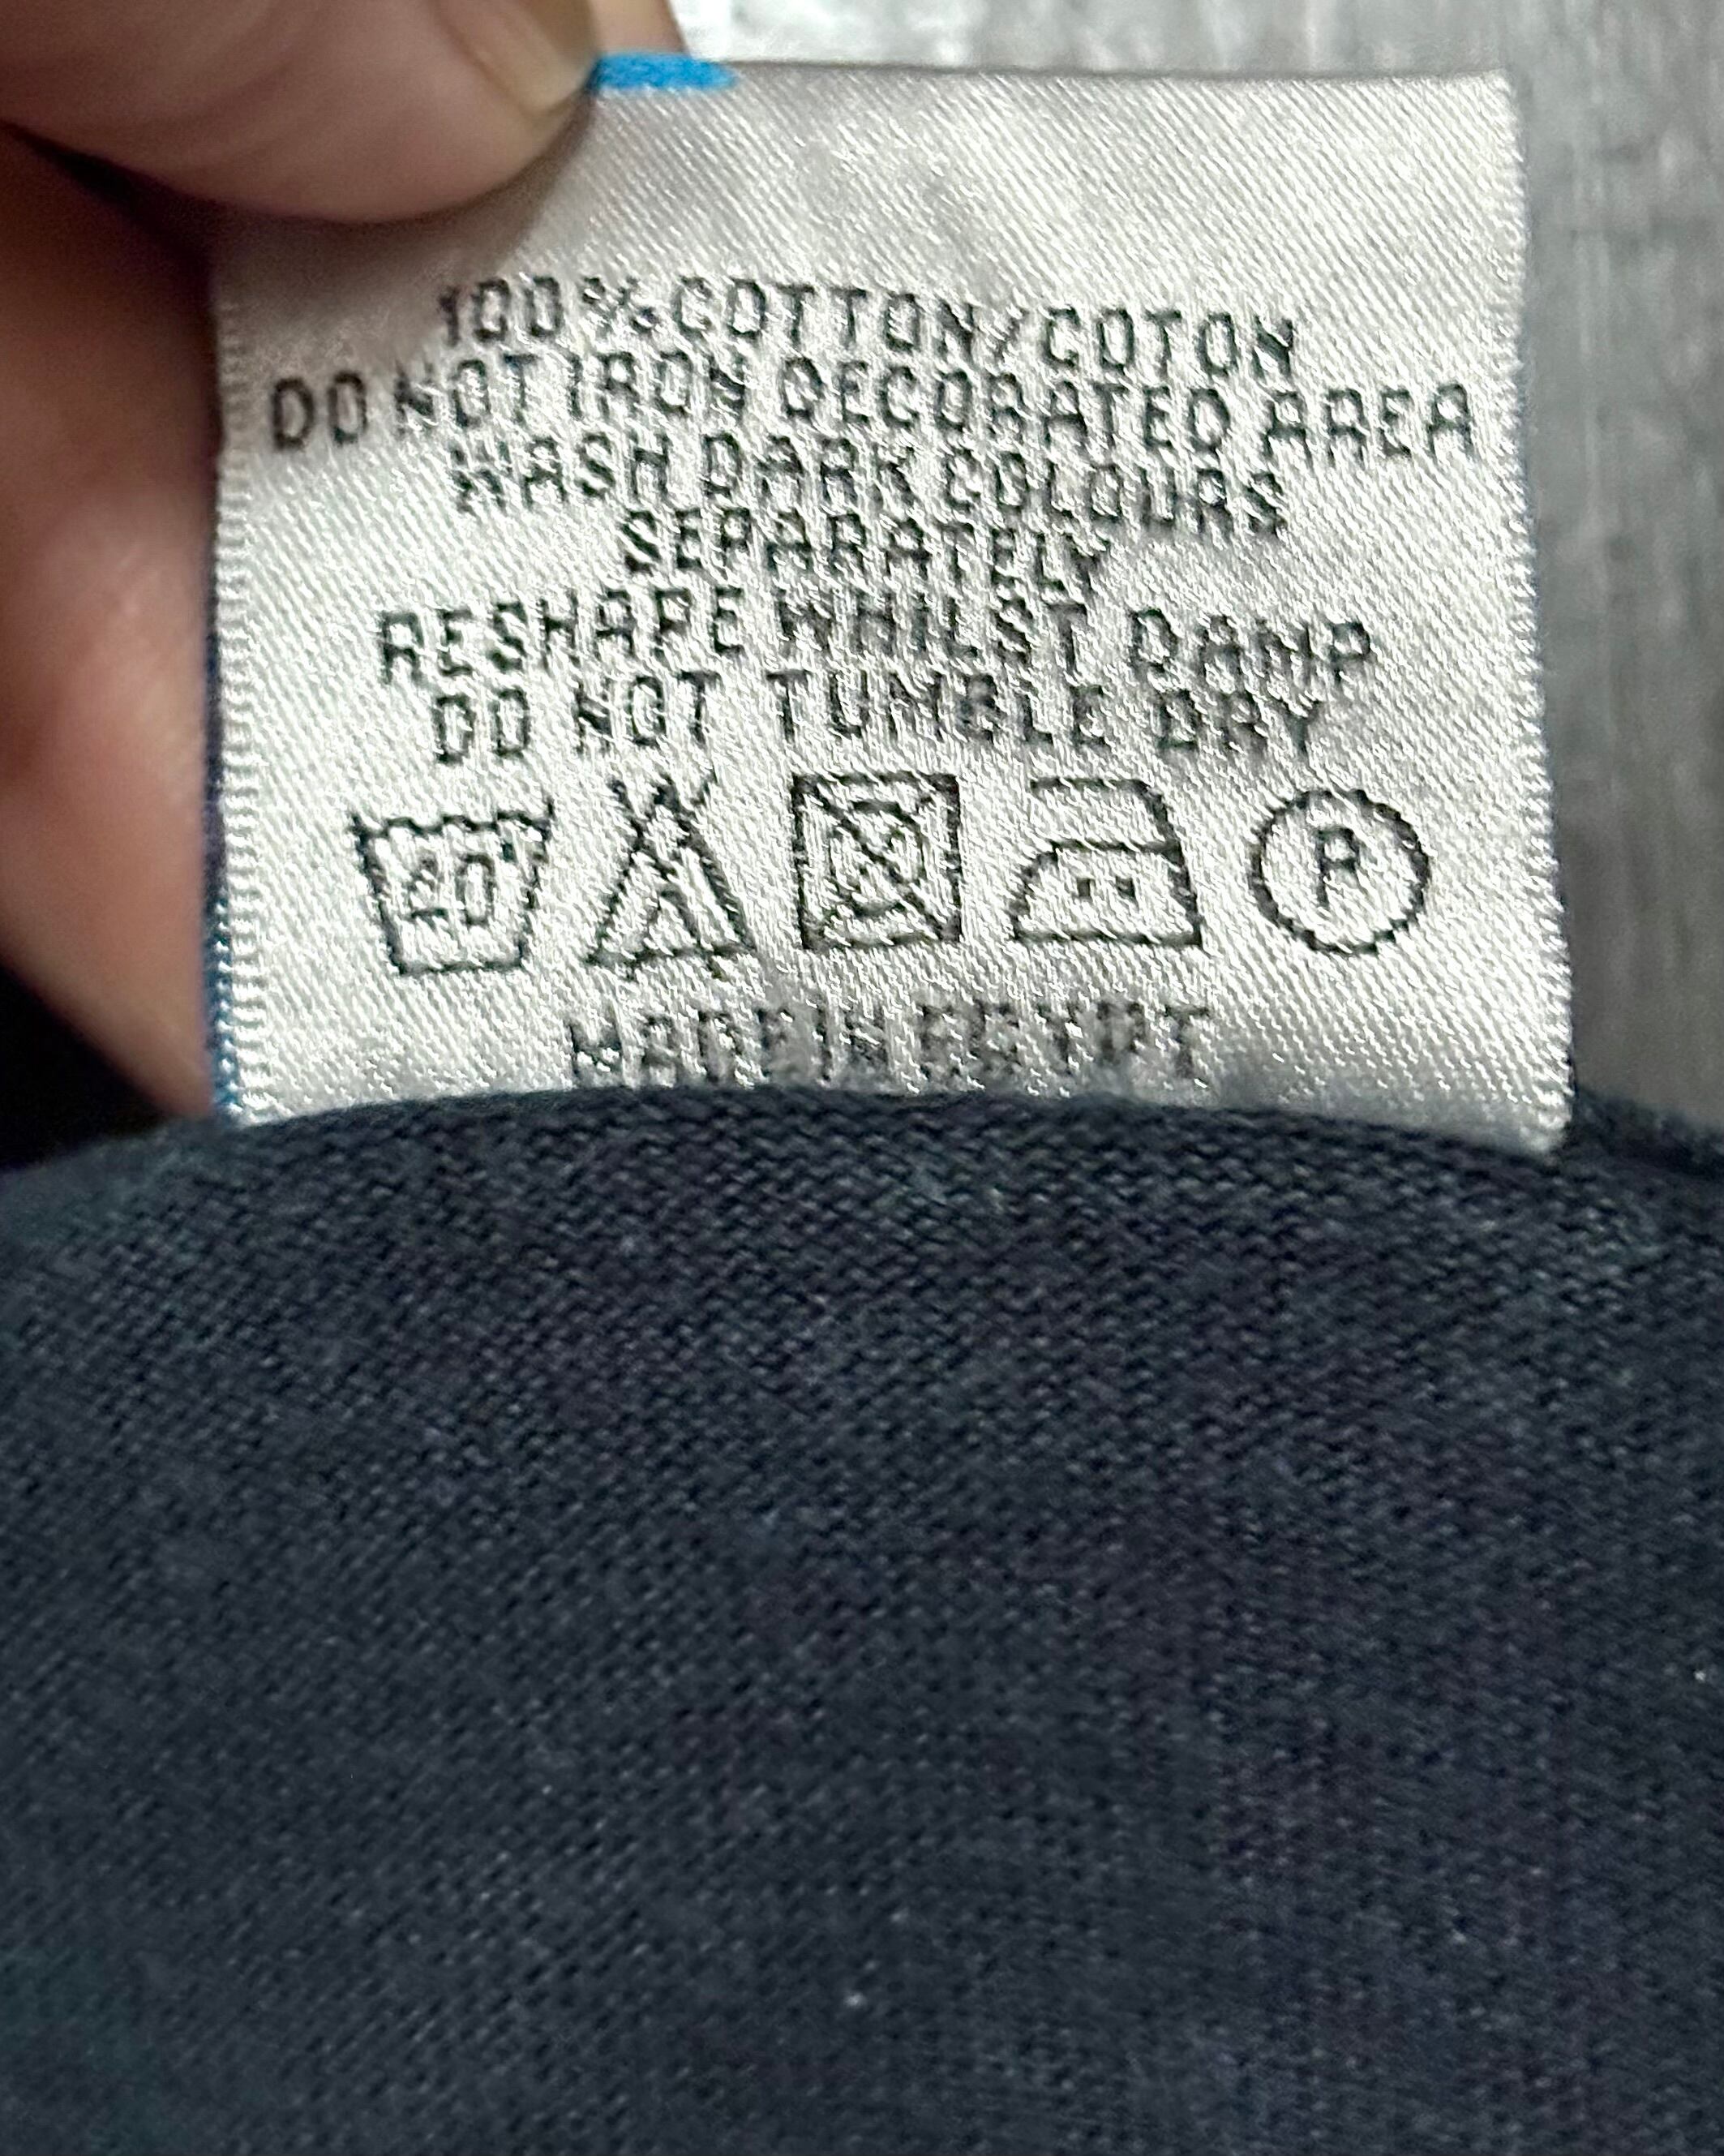 100% COTTON/COTON
DO NOT IRON DECORATED AREA
WASH DARK COLOURS
SEPARATELY
RESHAPE WHILST DAMP
DO NOT TUMBLE DRY
40° P
MADE IN EGYPT